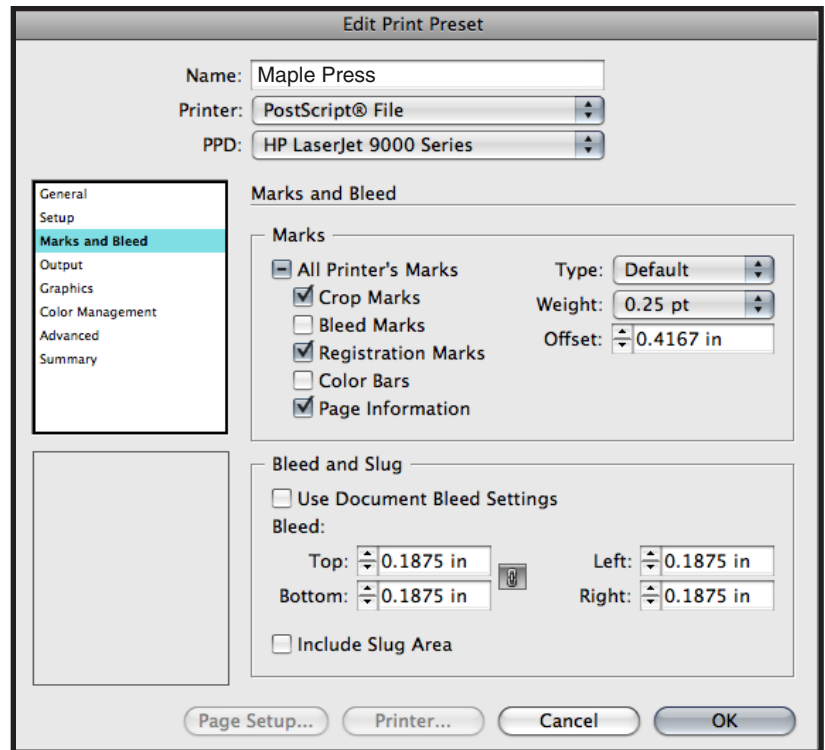 Edit Print Preset
Name: Maple Press
Printer: PostScript® File
PPD: HP LaserJet 9000 Series
General
Setup
Marks and Bleed
Output
Graphics
Color Management
Advanced
Summary
Marks and Bleed
Marks
All Printer's Marks
Crop Marks
Bleed Marks
Registration Marks
Color Bars
Page Information
Type: Default
Weight: 0.25 pt
Offset: 0.4167 in
Bleed and Slug
Use Document Bleed Settings
Bleed:
Top: 0.1875 in
Bottom: 0.1875 in
Left: 0.1875 in
Right: 0.1875 in
Include Slug Area
Page Setup...
Printer...
Cancel
OK